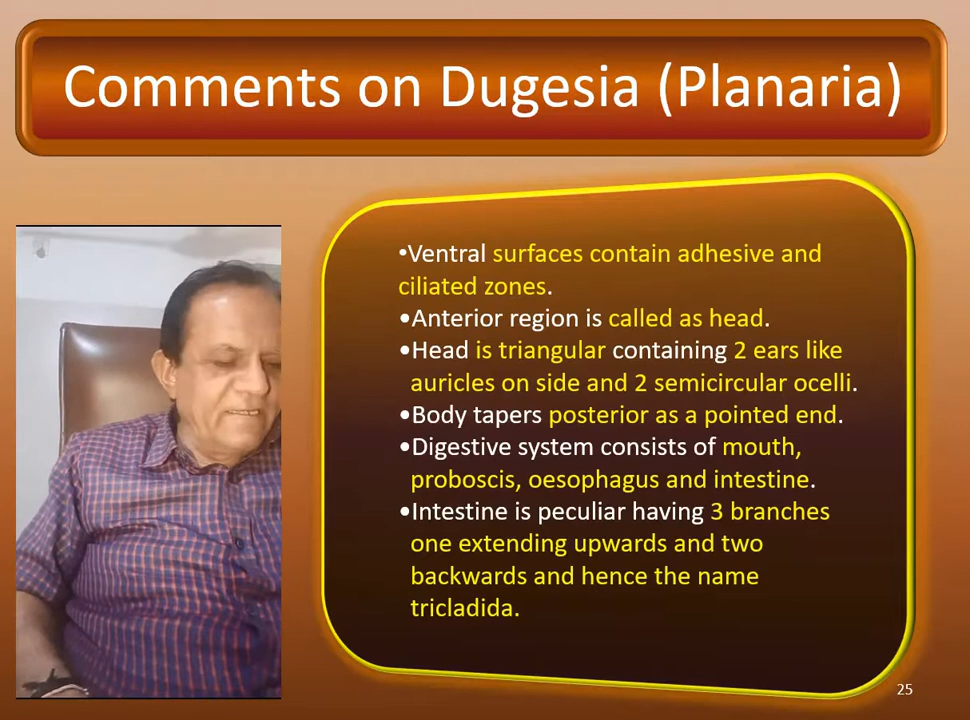 Comments on Dugesia (Planaria)
•Ventral surfaces contain adhesive and
ciliated zones.
•Anterior region is called as head.
•Head is triangular containing 2 ears like
auricles on side and 2 semicircular ocelli.
•Body tapers posterior as a pointed end.
•Digestive system consists of mouth,
proboscis, oesophagus and intestine.
•Intestine is peculiar having 3 branches
one extending upwards and two
backwards and hence the name
tricladida.
25